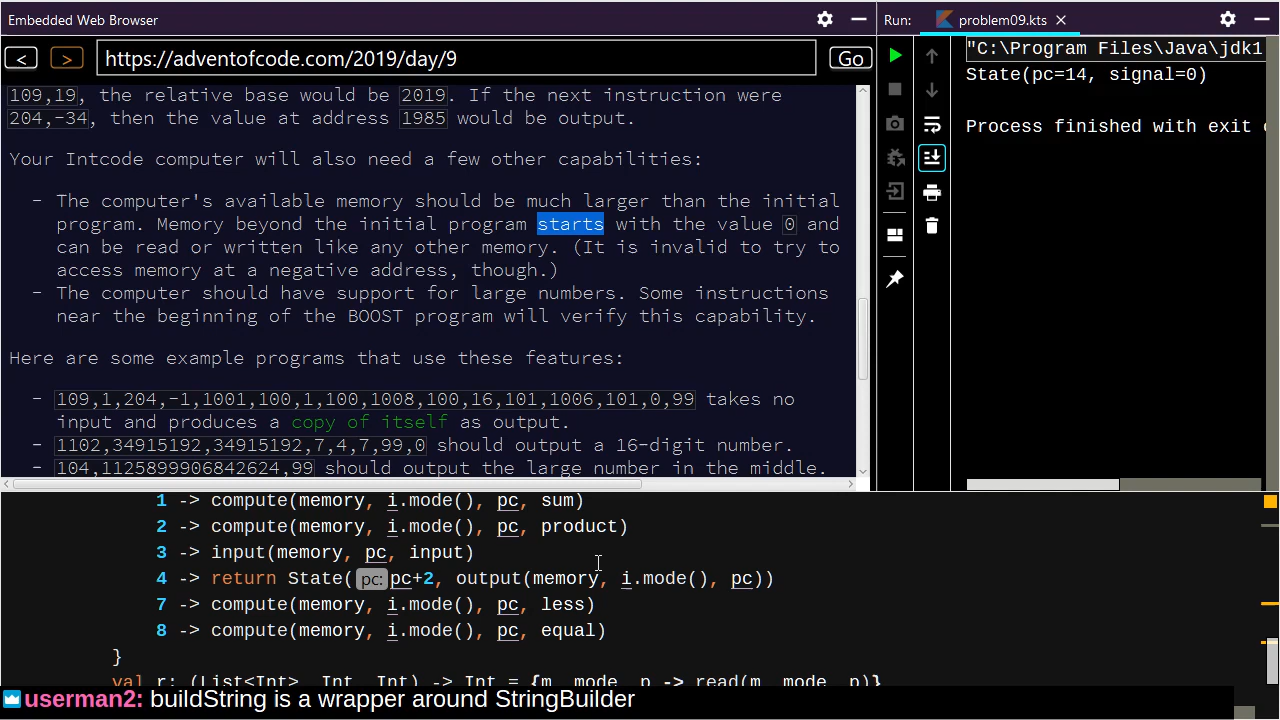 Embedded Web Browser
<
>
https://adventofcode.com/2019/day/9
Go
109,19, the relative base would be 2019. If the next instruction were
204,-34, then the value at address 1985 would be output.
Your Intcode computer will also need a few other capabilities:
- The computer's available memory should be much larger than the initial
program. Memory beyond the initial program starts with the value 0 and
can be read or written like any other memory. (It is invalid to try to
access memory at a negative address, though.)
- The computer should have support for large numbers. Some instructions
near the beginning of the BOOST program will verify this capability.
Here are some example programs that use these features:
- 109,1,204,-1,1001,100,1,100,1008,100,16,101,1006,101,0,99 takes no
input and produces a copy of itself as output.
- 1102,34915192,34915192,7,4,7,99,0 should output a 16-digit number.
- 104,1125899906842624,99 should output the large number in the middle.
Run: problem09.kts
"C:\Program Files\Java\jdk1
State(pc=14, signal=0)
Process finished with exit
1 -> compute(memory, i.mode(), pc, sum)
2 -> compute(memory, i.mode(), pc, product)
3 -> input(memory, pc, input)
4 -> return State( pc: pc+2, output(memory, i.mode(), pc))
7 -> compute(memory, i.mode(), pc, less)
8 -> compute(memory, i.mode(), pc, equal)
}
val r: (List<Int>, Int, Int) -> Int = {m, mode, p -> read(m, mode, p)}
userman2: buildString is a wrapper around StringBuilder